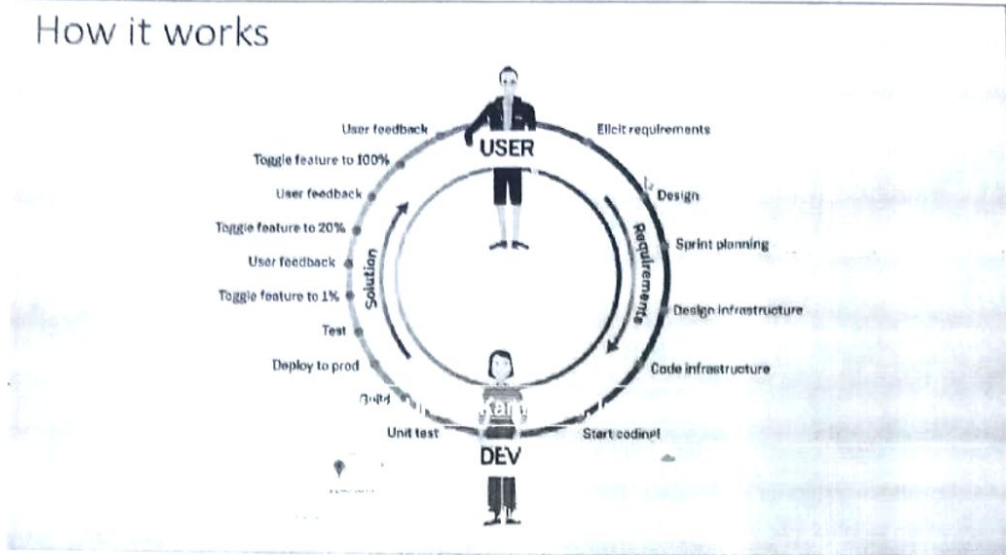 How it works
USER
User feedback
Toggle feature to 100%
User feedback
Toggle feature to 20%
User feedback
Toggle feature to 1%
Test
Deploy to prod
Build
Unit test
Solution
Elicit requirements
Design
Sprint planning
Design infrastructure
Code infrastructure
Start coding!
Requirements
DEV